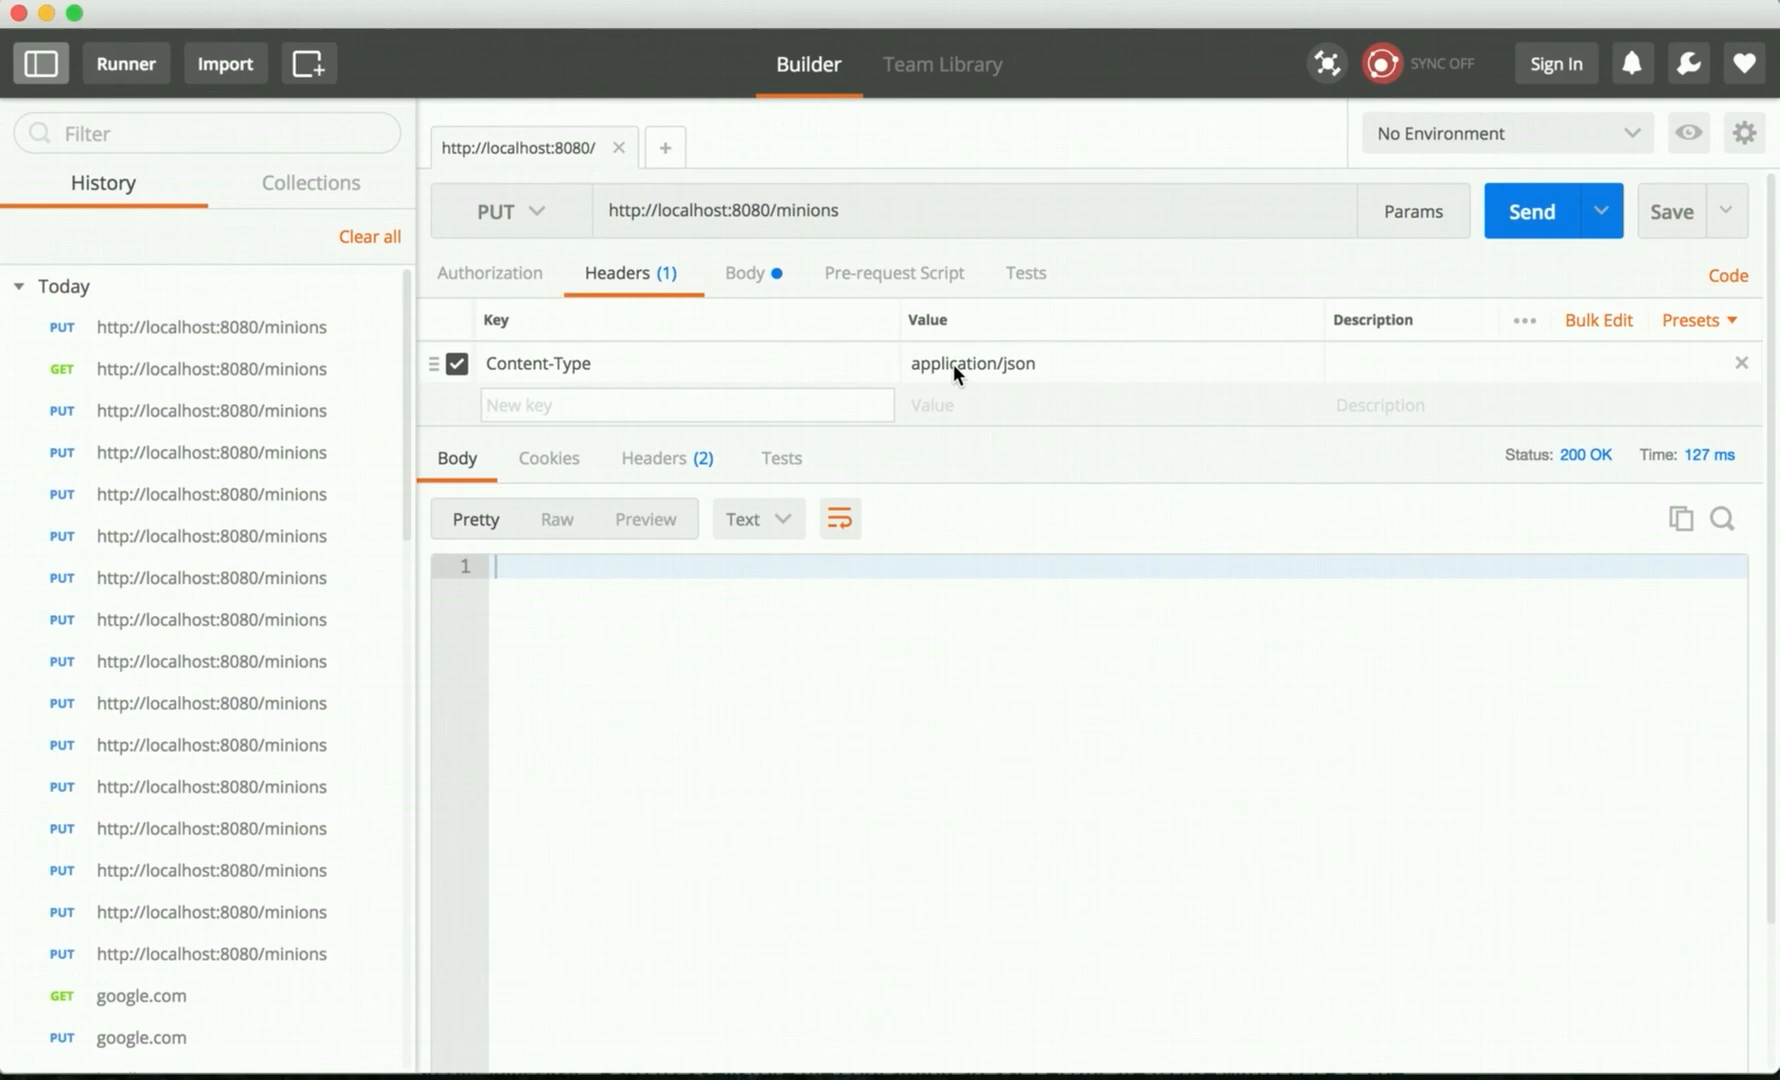 Runner
Import
Builder
Team Library
SYNC OFF
Sign In
Filter
History
Collections
Clear all
Today
PUT http://localhost:8080/minions
GET http://localhost:8080/minions
PUT http://localhost:8080/minions
PUT http://localhost:8080/minions
PUT http://localhost:8080/minions
PUT http://localhost:8080/minions
PUT http://localhost:8080/minions
PUT http://localhost:8080/minions
PUT http://localhost:8080/minions
PUT http://localhost:8080/minions
PUT http://localhost:8080/minions
PUT http://localhost:8080/minions
PUT http://localhost:8080/minions
PUT http://localhost:8080/minions
PUT http://localhost:8080/minions
PUT http://localhost:8080/minions
GET google.com
PUT google.com
http://localhost:8080/
No Environment
PUT
http://localhost:8080/minions
Params
Send
Save
Authorization
Headers (1)
Body
Pre-request Script
Tests
Code
Key
Value
Description
Bulk Edit
Presets
Content-Type
application/json
New key
Value
Description
Body
Cookies
Headers (2)
Tests
Status: 200 OK
Time: 127 ms
Pretty
Raw
Preview
Text
1